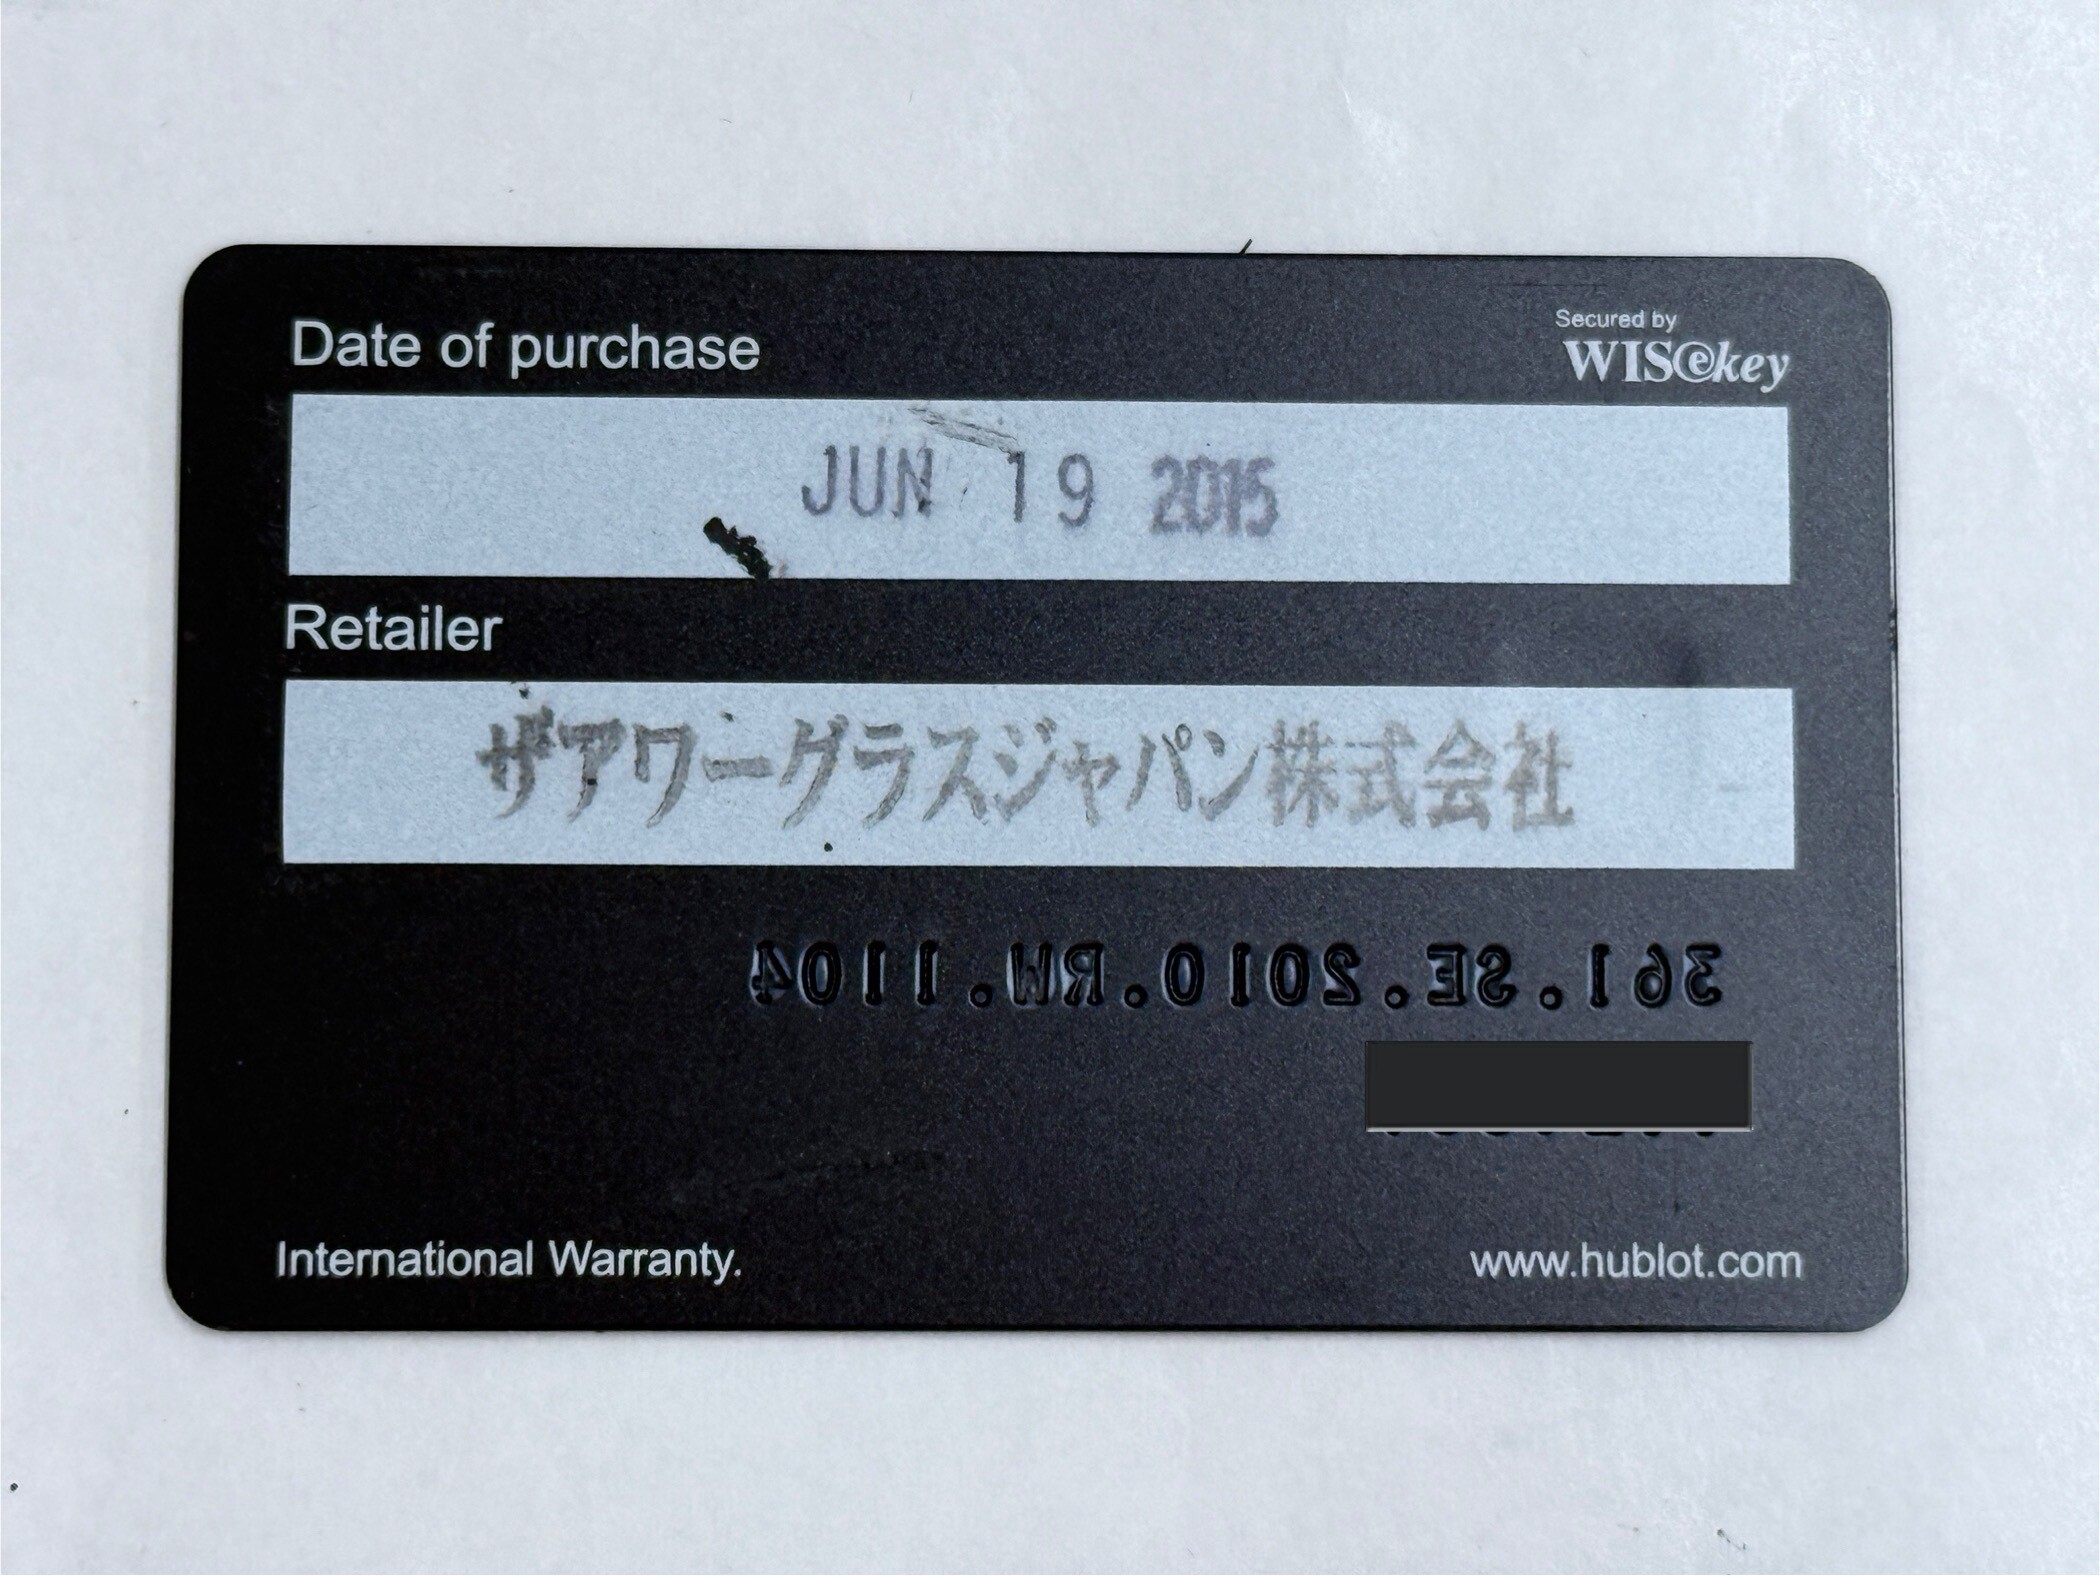 Date of purchase
Secured by
WISekey
JUN 19 2015
Retailer
ザアワーグラスジャパン株式会社
361.SE.2010.RW.1104
International Warranty.
www.hublot.com